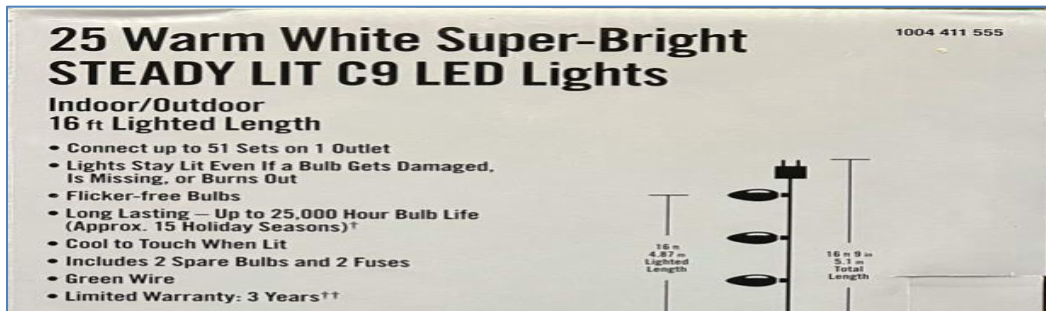 25 Warm White Super-Bright
1004 411 555
STEADY LIT C9 LED Lights
Indoor/Outdoor
16 ft Lighted Length
• Connect up to 51 Sets on 1 Outlet
• Lights Stay Lit Even If a Bulb Gets Damaged,
Is Missing, or Burns Out
• Flicker-free Bulbs
• Long Lasting – Up to 25,000 Hour Bulb Life
(Approx. 15 Holiday Seasons)†
• Cool to Touch When Lit
• Includes 2 Spare Bulbs and 2 Fuses
• Green Wire
• Limited Warranty: 3 Years††
16 ft
4.87 m
Lighted
Length
16 ft 9 in
5.1 m
Total
Length